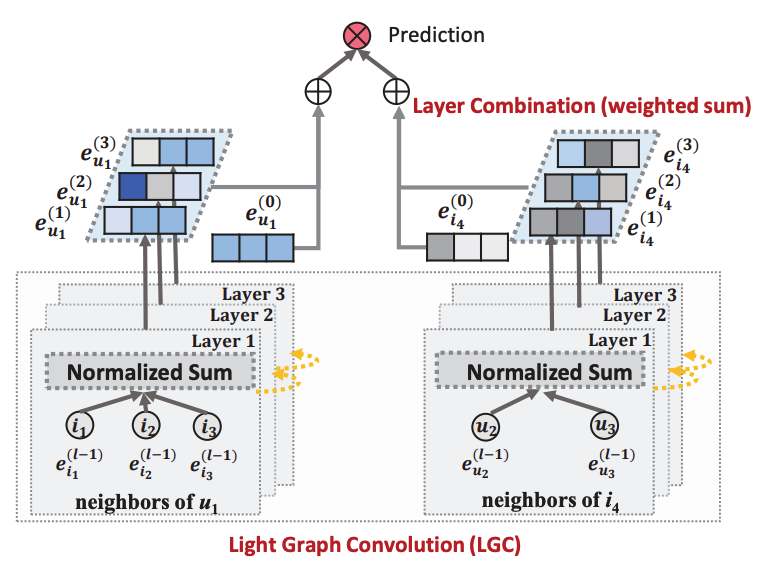 Prediction
Layer Combination (weighted sum)
e_{u_1}^{(3)}
e_{u_1}^{(2)}
e_{u_1}^{(1)}
e_{u_1}^{(0)}
e_{i_4}^{(0)}
e_{i_4}^{(3)}
e_{i_4}^{(2)}
e_{i_4}^{(1)}
Layer 3
Layer 2
Layer 1
Normalized Sum
i_1 i_2 i_3
e_{i_1}^{(l-1)} e_{i_2}^{(l-1)} e_{i_3}^{(l-1)}
neighbors of u_1
Layer 3
Layer 2
Layer 1
Normalized Sum
u_2 u_3
e_{u_2}^{(l-1)} e_{u_3}^{(l-1)}
neighbors of i_4
Light Graph Convolution (LGC)